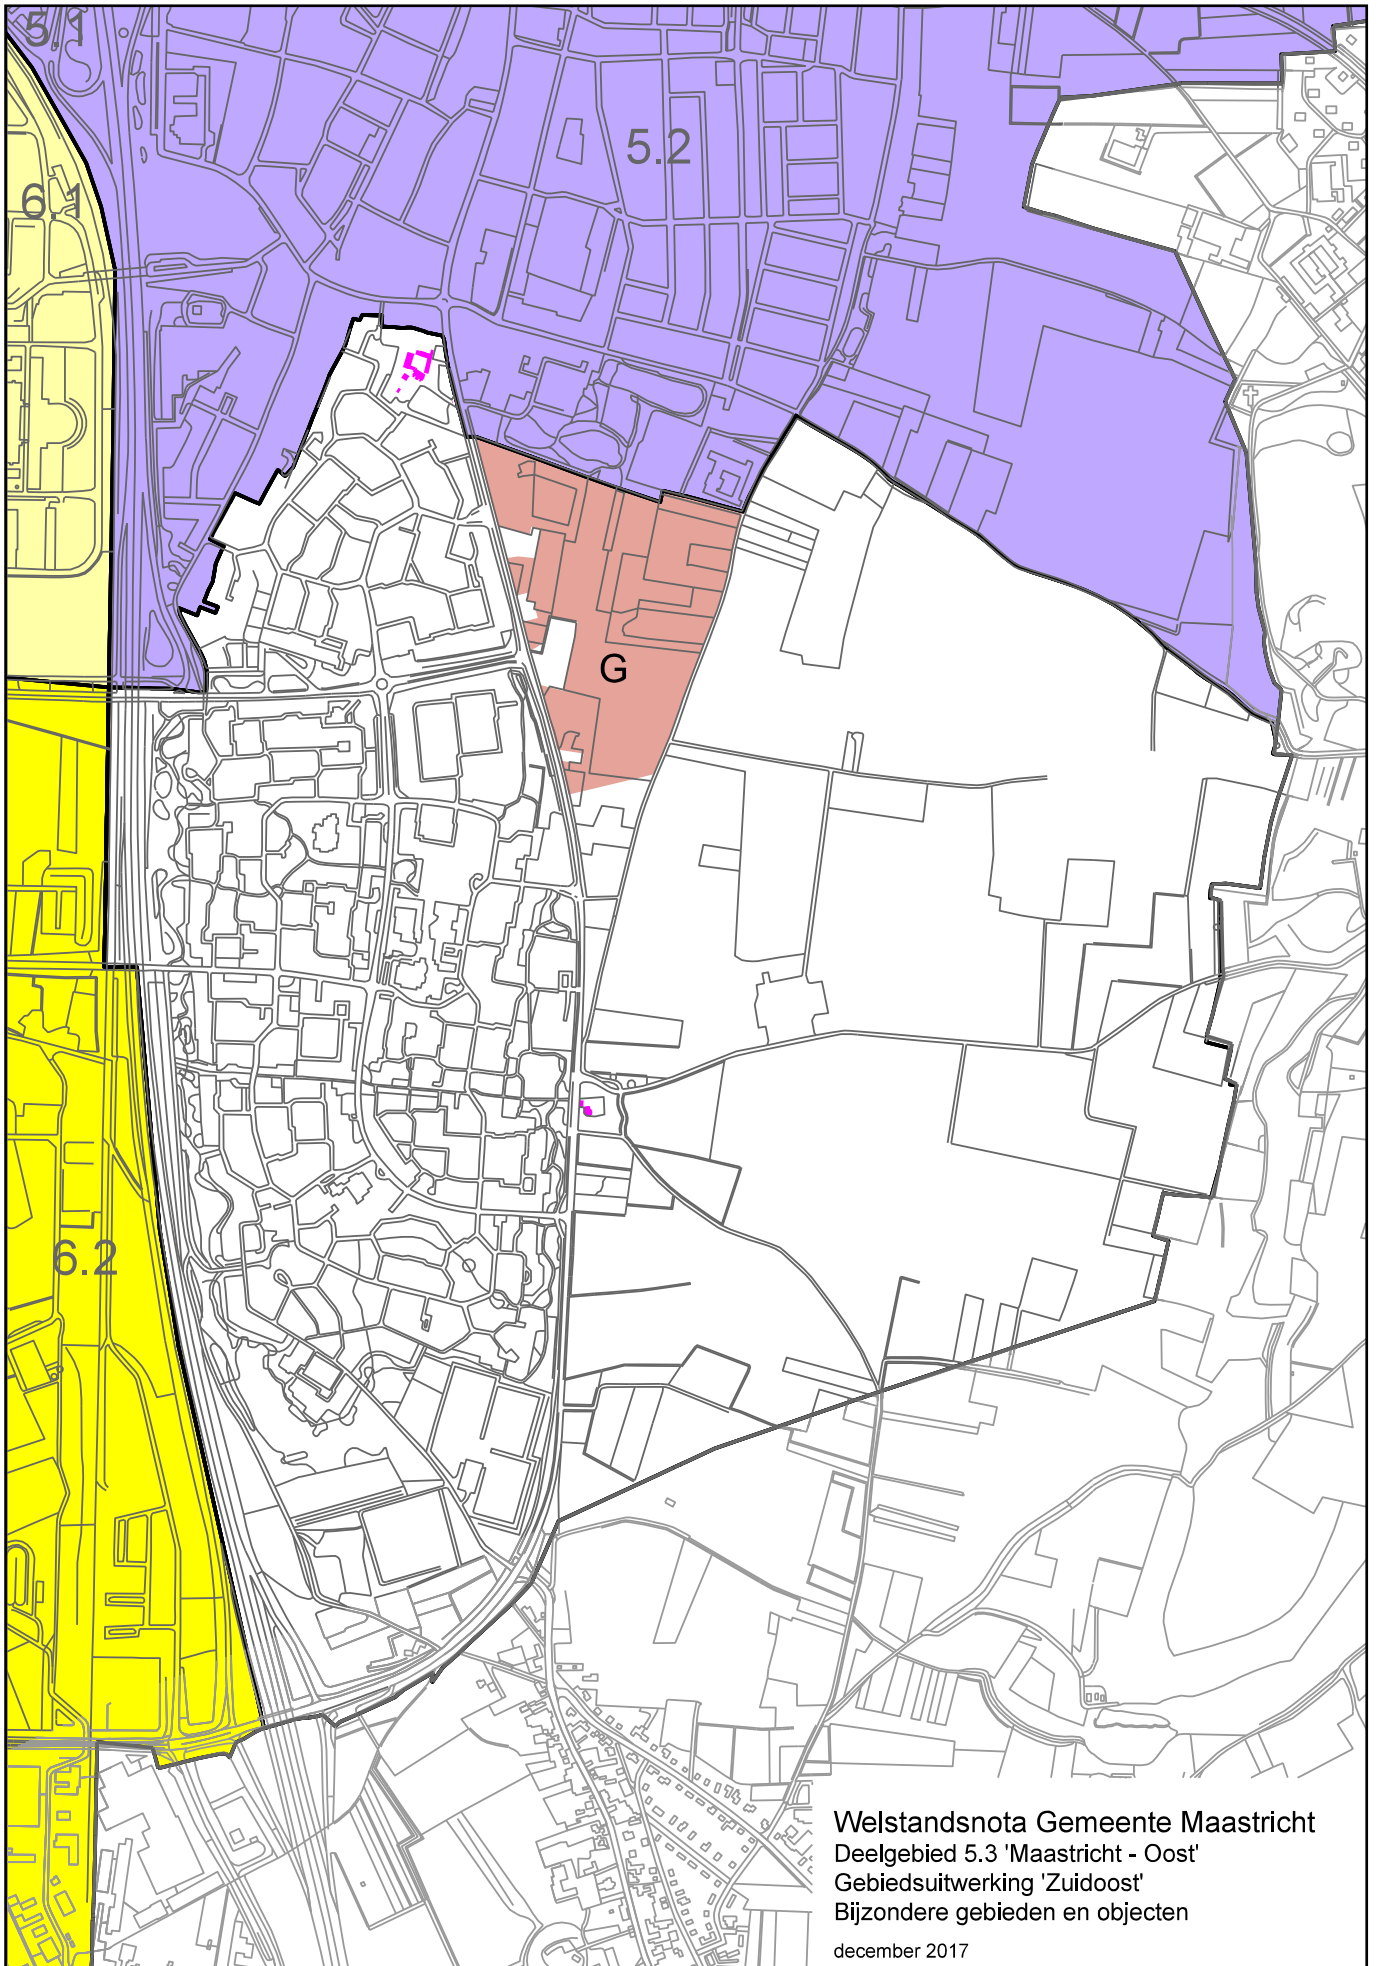 5.1
5.2
6.1
G
6.2
Welstandsnota Gemeente Maastricht
Deelgebied 5.3 'Maastricht - Oost'
Gebiedsuitwerking 'Zuidoost'
Bijzondere gebieden en objecten
december 2017